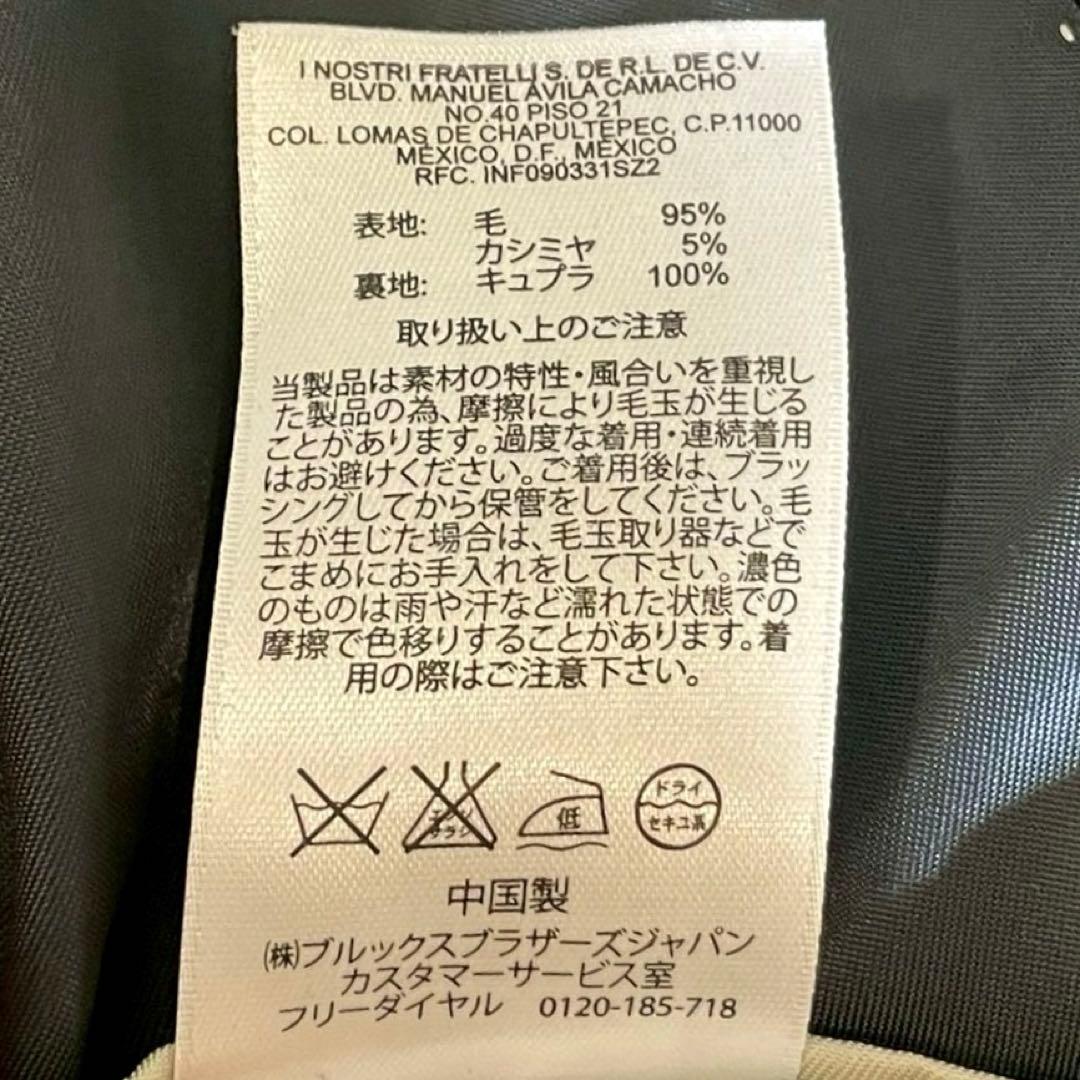 I NOSTRI FRATELLI S. DE R.L. DE C.V.
BLVD. MANUEL ÁVILA CAMACHO
NO.40 PISO 21
COL. LOMAS DE CHAPULTEPEC, C.P.11000
MÉXICO, D.F., MÉXICO
RFC. INF090331SZ2
表地: 毛 95%
カシミヤ 5%
裏地: キュプラ 100%
取り扱い上のご注意
当製品は素材の特性・風合いを重視し
た製品の為、摩擦により毛玉が生じる
ことがあります。過度な着用・連続着用
はお避けください。ご着用後は、ブラッ
シングしてから保管をしてください。毛
玉が生じた場合は、毛玉取り器などで
こまめにお手入れをして下さい。濃色
のものは雨や汗など濡れた状態での
摩擦で色移りすることがあります。着
用の際はご注意下さい。
エンソ
サラシ
低
ドライ
セキユ系
中国製
㈱ブルックスブラザーズジャパン
カスタマーサービス室
フリーダイヤル 0120-185-718